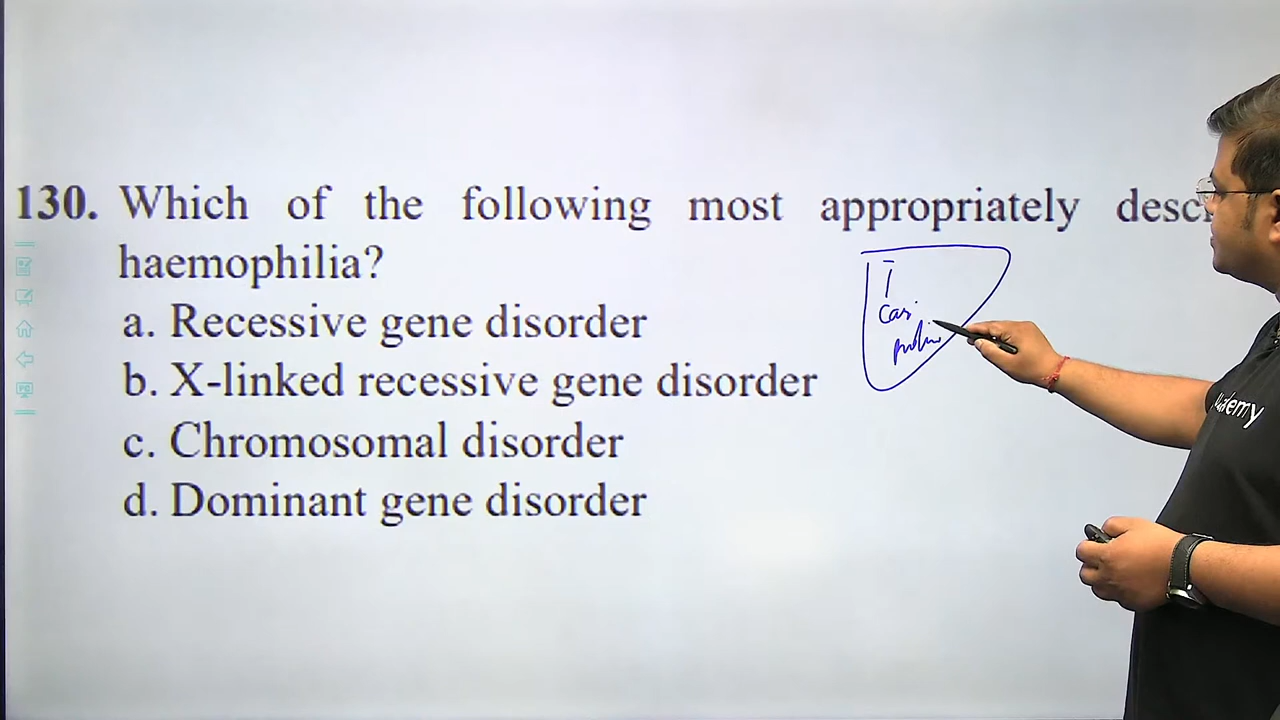 130. Which of the following most appropriately desc
haemophilia?
a. Recessive gene disorder
b. X-linked recessive gene disorder
c. Chromosomal disorder
d. Dominant gene disorder